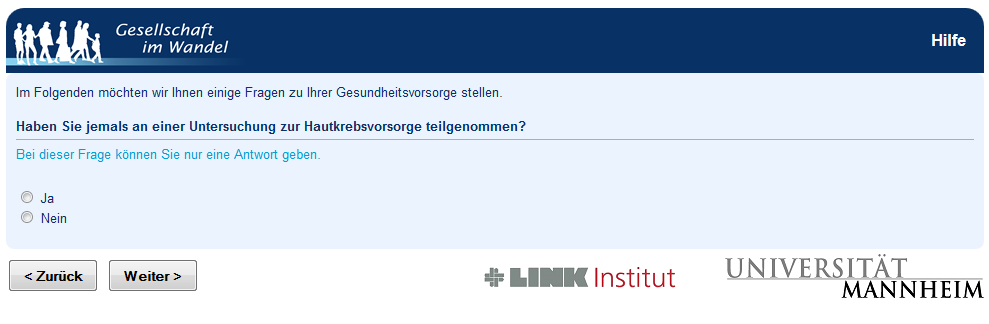 Gesellschaft
im Wandel
Hilfe
Im Folgenden möchten wir Ihnen einige Fragen zu Ihrer Gesundheitsvorsorge stellen.
Haben Sie jemals an einer Untersuchung zur Hautkrebsvorsorge teilgenommen?
Bei dieser Frage können Sie nur eine Antwort geben.
Ja
Nein
< Zurück
Weiter >
LINK Institut
UNIVERSITÄT
MANNHEIM